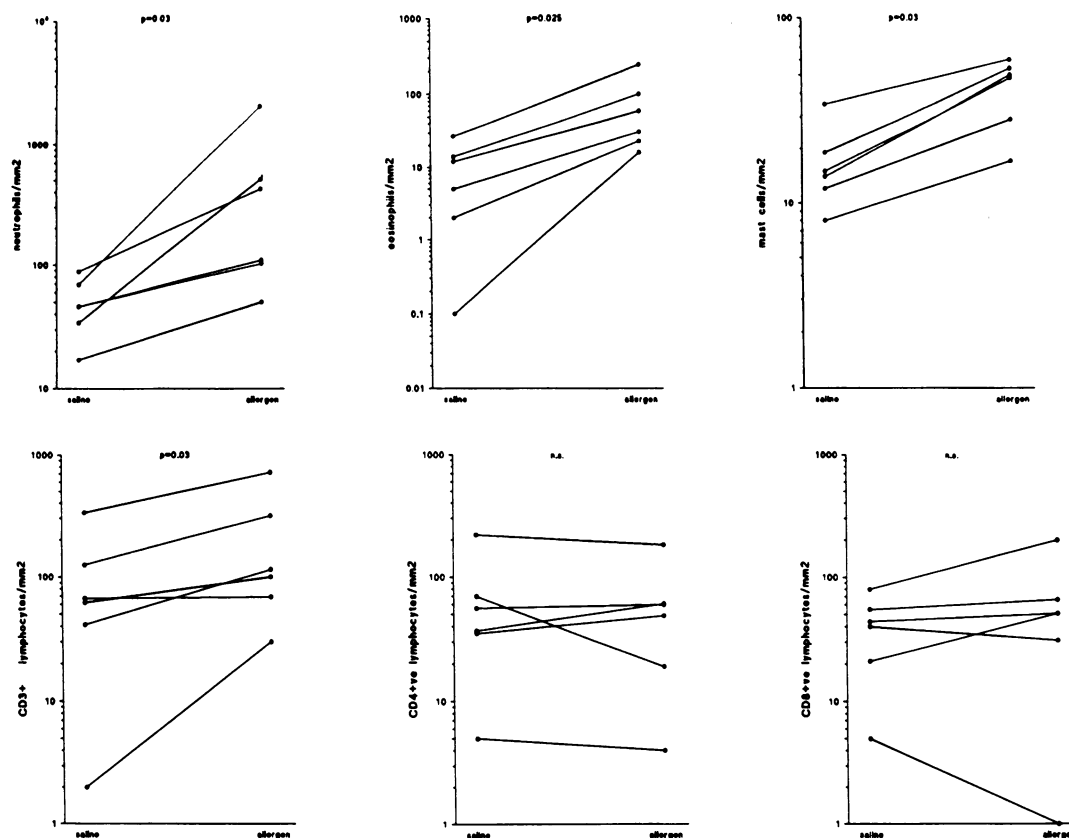 p=0.03
10⁴
1000
100
10
neutrophils/mm2
saline
allergen
p=0.025
1000
100
10
1
0.1
0.01
eosinophils/mm2
saline
allergen
p=0.03
100
10
1
mast cells/mm2
saline
allergen
p=0.03
1000
100
10
1
CD3+ lymphocytes/mm2
saline
allergen
n.s.
1000
100
10
1
CD4+ve lymphocytes/mm2
saline
allergen
n.s.
1000
100
10
1
CD8+ve lymphocytes/mm2
saline
allergen